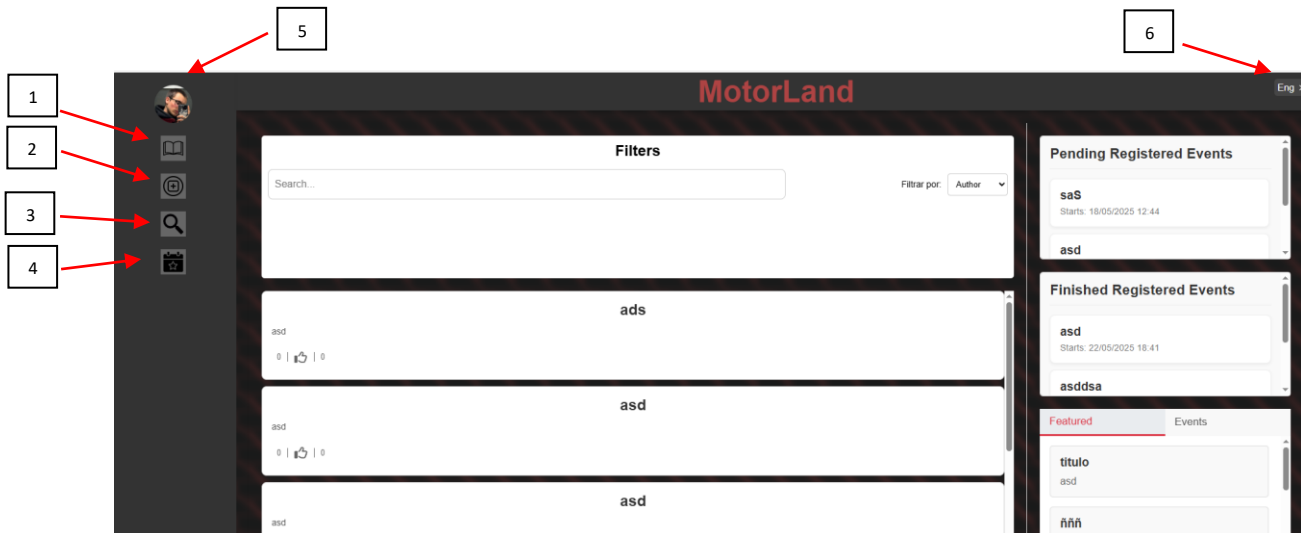 5
6
1
2
3
4
MotorLand
Eng
Filters
Search...
Filtrar por: Author
ads
asd
0 | | 0
asd
asd
0 | | 0
asd
asd
Pending Registered Events
saS
Starts: 18/05/2025 12:44
asd
Finished Registered Events
asd
Starts: 22/05/2025 18:41
asddsa
Featured Events
titulo
asd
ñññ